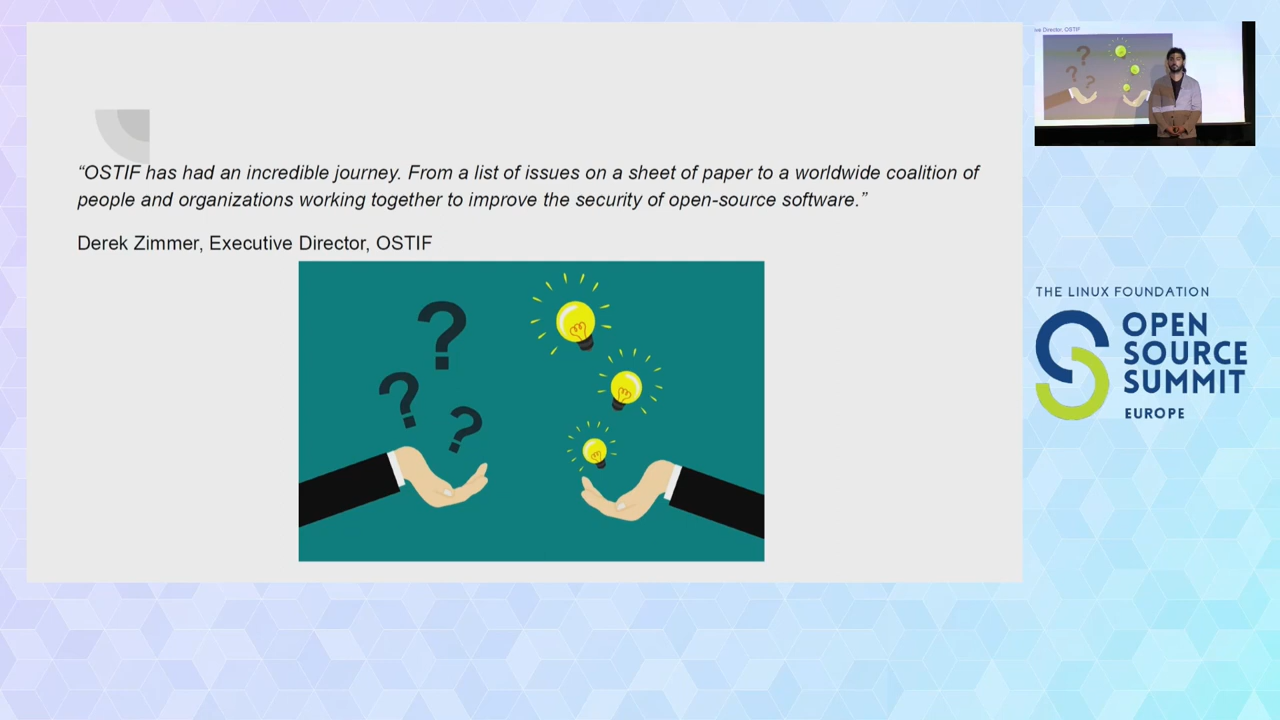 “OSTIF has had an incredible journey. From a list of issues on a sheet of paper to a worldwide coalition of
people and organizations working together to improve the security of open-source software.”
Derek Zimmer, Executive Director, OSTIF
Director, OSTIF
THE LINUX FOUNDATION
OPEN
SOURCE
SUMMIT
EUROPE